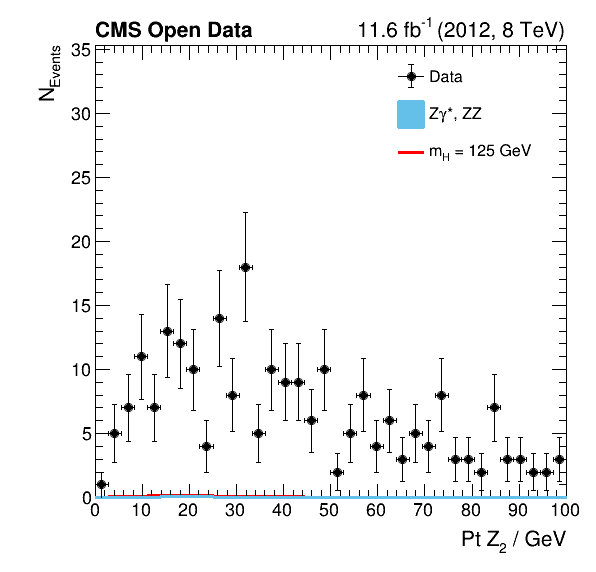 CMS Open Data 11.6 fb⁻¹ (2012, 8 TeV)
N_Events
35
30
25
20
15
10
5
0
Data
Zγ*, ZZ
m_H = 125 GeV
0 10 20 30 40 50 60 70 80 90 100
Pt Z₂ / GeV